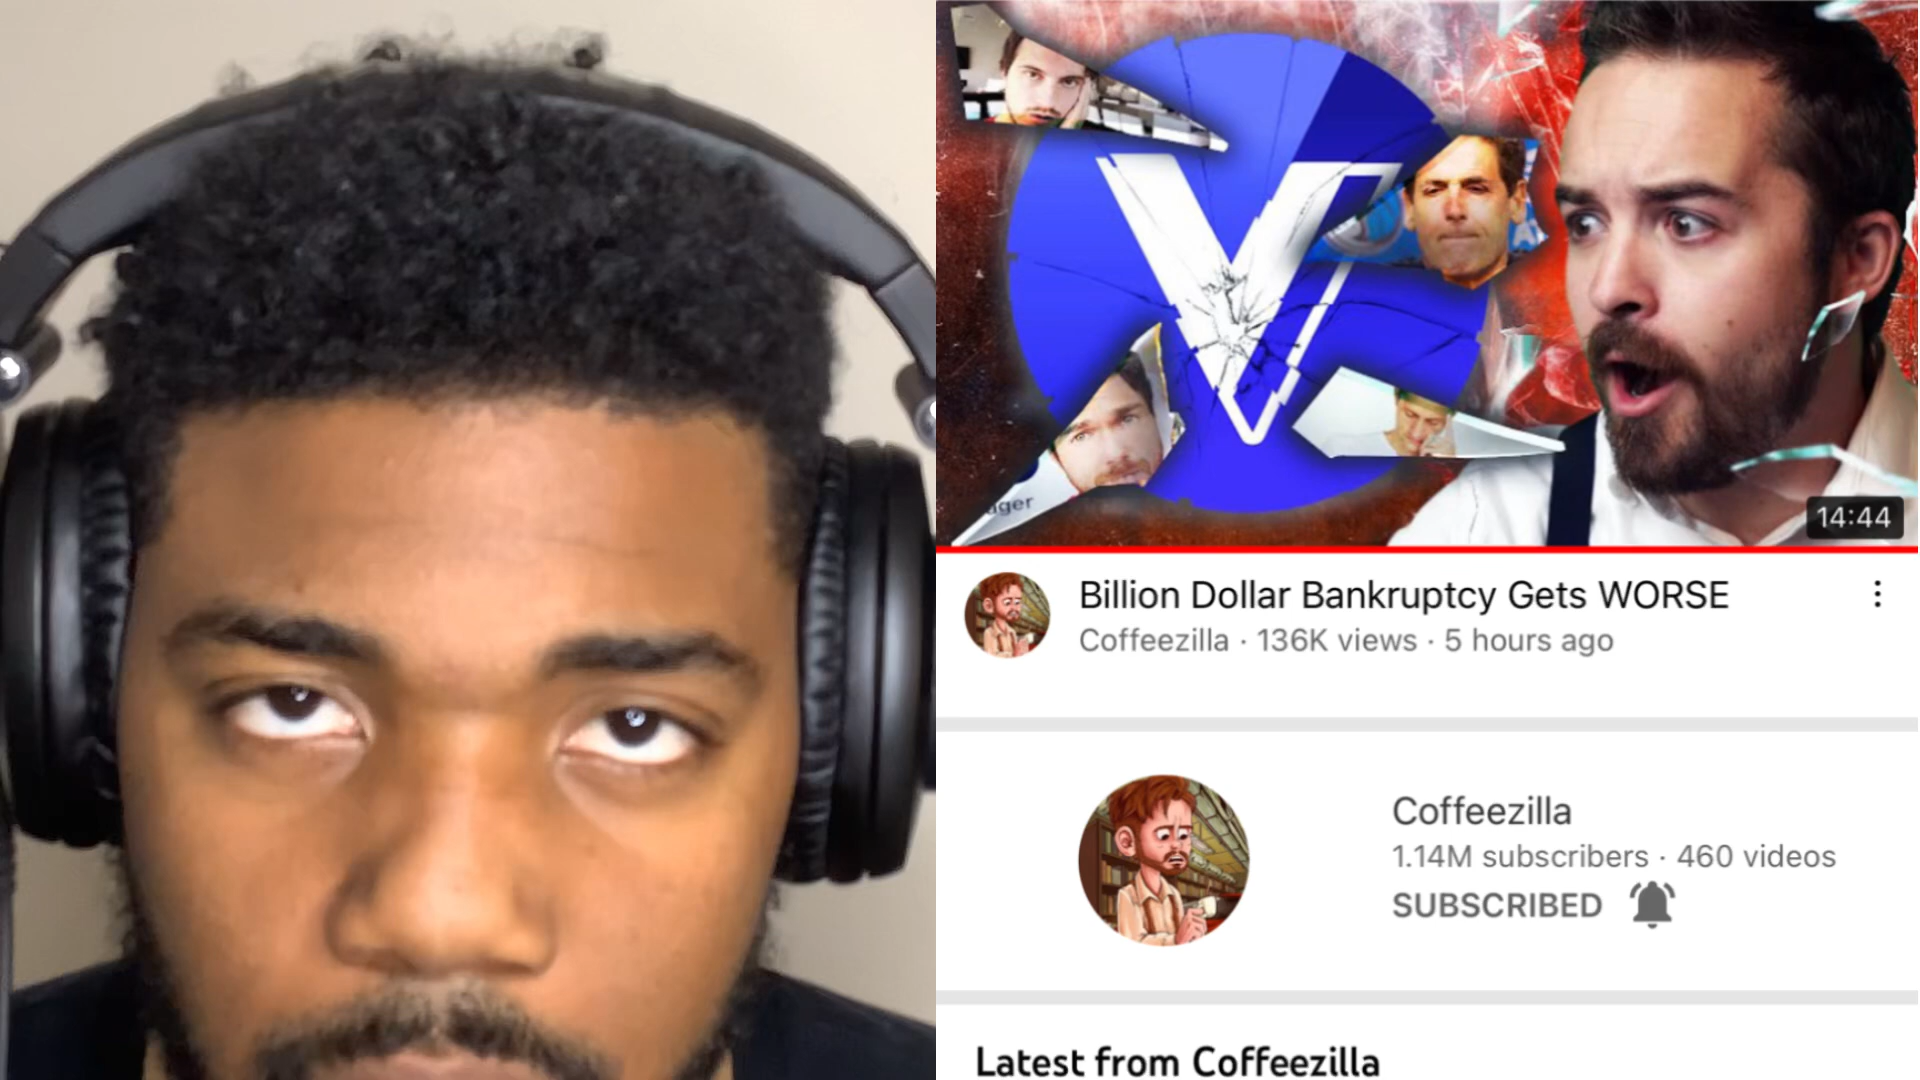 ager
14:44
Billion Dollar Bankruptcy Gets WORSE
Coffeezilla · 136K views · 5 hours ago
Coffeezilla
1.14M subscribers · 460 videos
SUBSCRIBED
Latest from Coffeezilla